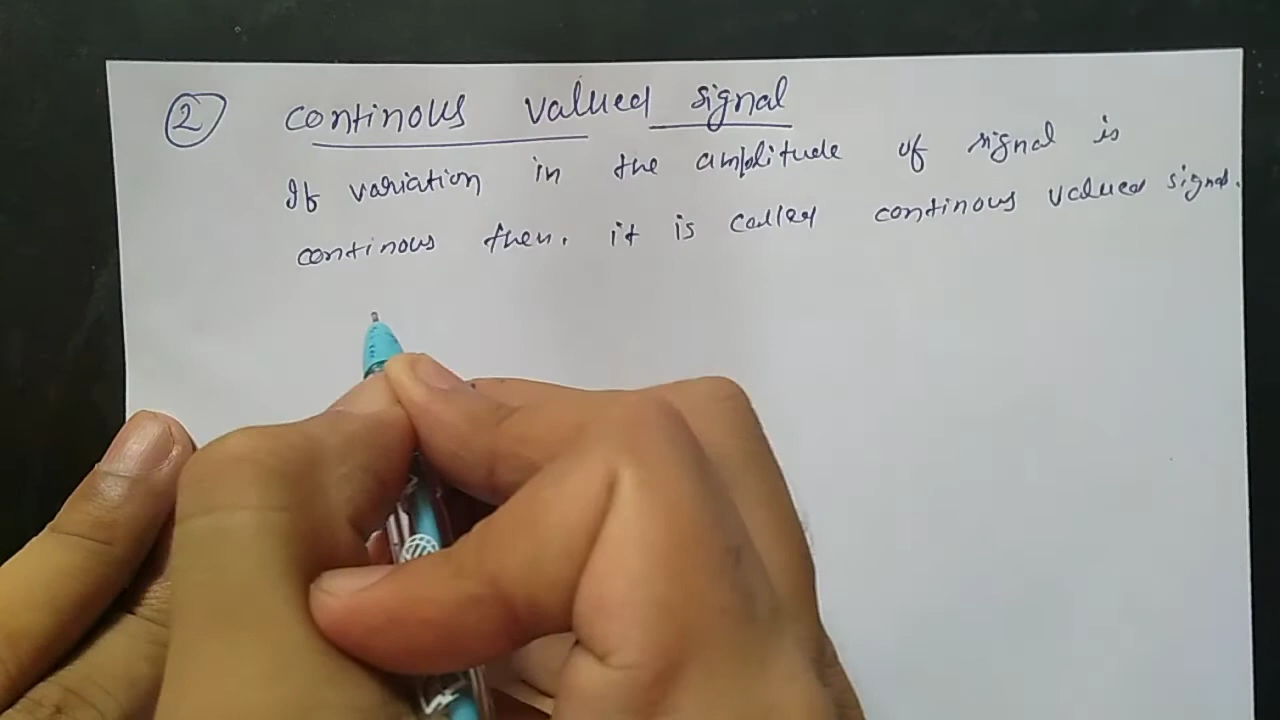 ② continous valued signal
If variation in the amplitude of signal is
continous then. it is called continous valued signal.